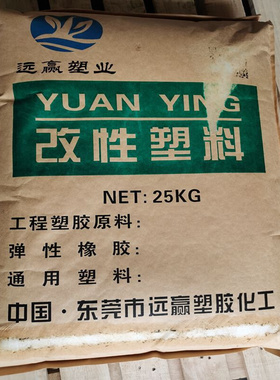 远赢塑业
YUAN YING
改性塑料
NET: 25KG
工程塑胶原料:
弹性橡胶:
通用塑料:
中国·东莞市远赢塑胶化工